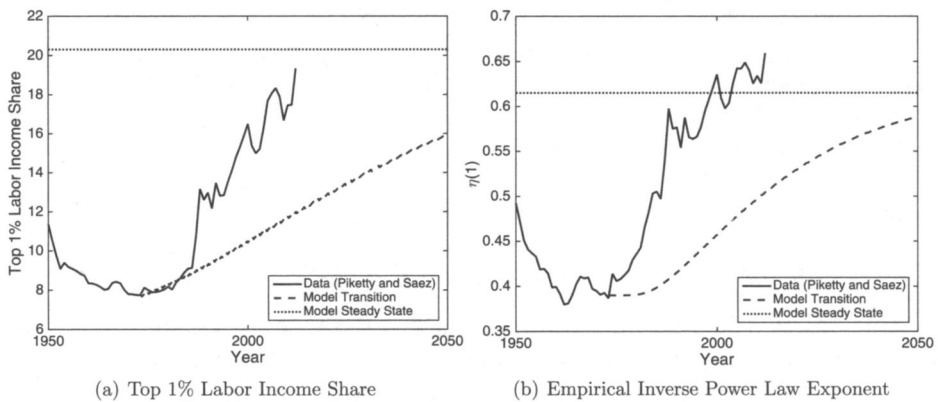 22
20
18
16
14
12
10
8
6
1950
2000
2050
Top 1% Labor Income Share
Year
Data (Piketty and Saez)
Model Transition
Model Steady State
(a) Top 1% Labor Income Share
0.7
0.65
0.6
0.55
0.5
0.45
0.4
0.35
1950
2000
2050
η(1)
Year
Data (Piketty and Saez)
Model Transition
Model Steady State
(b) Empirical Inverse Power Law Exponent